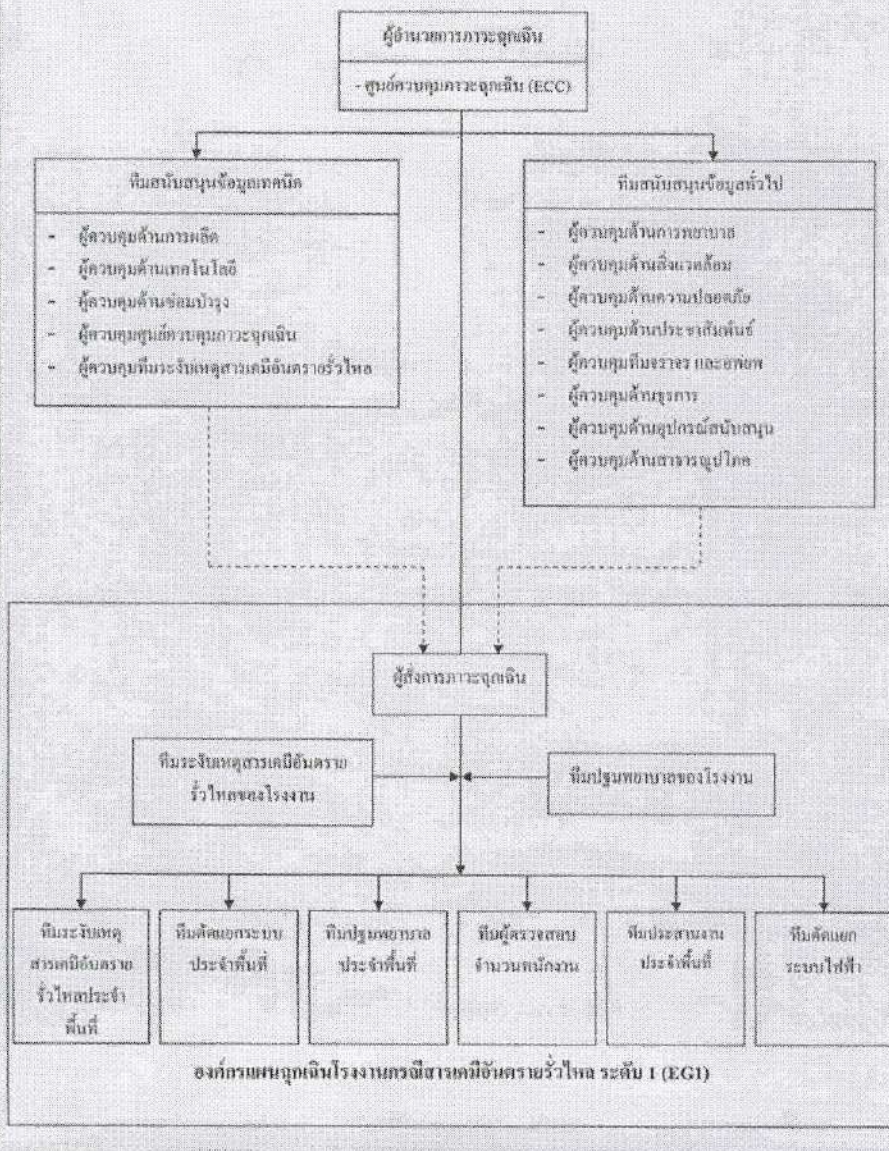 ผู้อำนวยการภาวะฉุกเฉิน
- ศูนย์ควบคุมภาวะฉุกเฉิน (ECC)
ทีมสนับสนุนข้อมูลเทคนิค
- ผู้ควบคุมด้านการผลิต
- ผู้ควบคุมด้านเทคโนโลยี
- ผู้ควบคุมด้านซ่อมบำรุง
- ผู้ควบคุมศูนย์ควบคุมภาวะฉุกเฉิน
- ผู้ควบคุมทีมระงับเหตุสารเคมีอันตรายรั่วไหล
ทีมสนับสนุนข้อมูลทั่วไป
- ผู้ควบคุมด้านการพยาบาล
- ผู้ควบคุมด้านสิ่งแวดล้อม
- ผู้ควบคุมด้านความปลอดภัย
- ผู้ควบคุมด้านประชาสัมพันธ์
- ผู้ควบคุมทีมจราจร และอพยพ
- ผู้ควบคุมด้านธุรการ
- ผู้ควบคุมด้านอุปกรณ์สนับสนุน
- ผู้ควบคุมด้านสาธารณูปโภค
ผู้สั่งการภาวะฉุกเฉิน
ทีมระงับเหตุสารเคมีอันตราย
รั่วไหลของโรงงาน
ทีมปฐมพยาบาลของโรงงาน
ทีมระงับเหตุ
สารเคมีอันตราย
รั่วไหลประจำ
พื้นที่
ทีมตัดแยกระบบ
ประจำพื้นที่
ทีมปฐมพยาบาล
ประจำพื้นที่
ทีมผู้ตรวจสอบ
จำนวนพนักงาน
ทีมประสานงาน
ประจำพื้นที่
ทีมตัดแยก
ระบบไฟฟ้า
องค์กรแผนฉุกเฉินโรงงานกรณีสารเคมีอันตรายรั่วไหล ระดับ 1 (EG1)